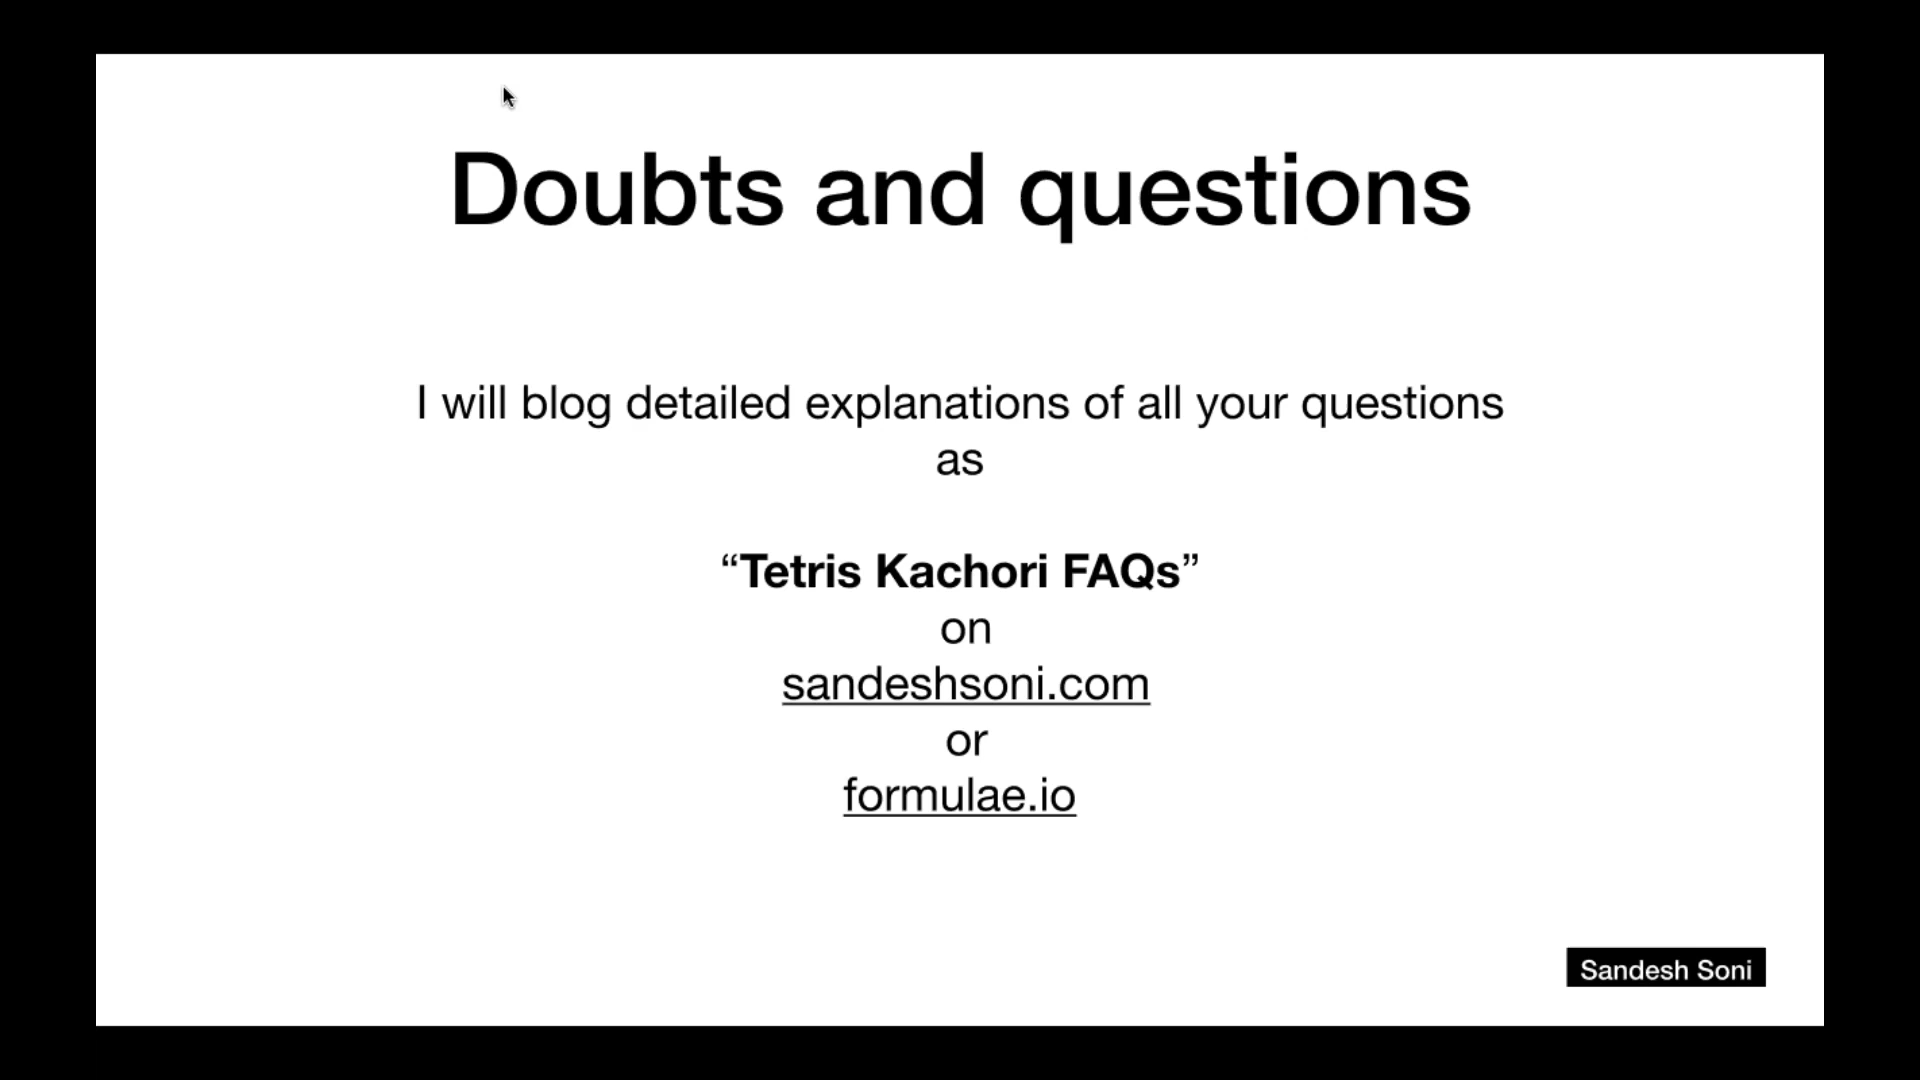 Doubts and questions
I will blog detailed explanations of all your questions
as
“Tetris Kachori FAQs”
on
sandeshsoni.com
or
formulae.io
Sandesh Soni